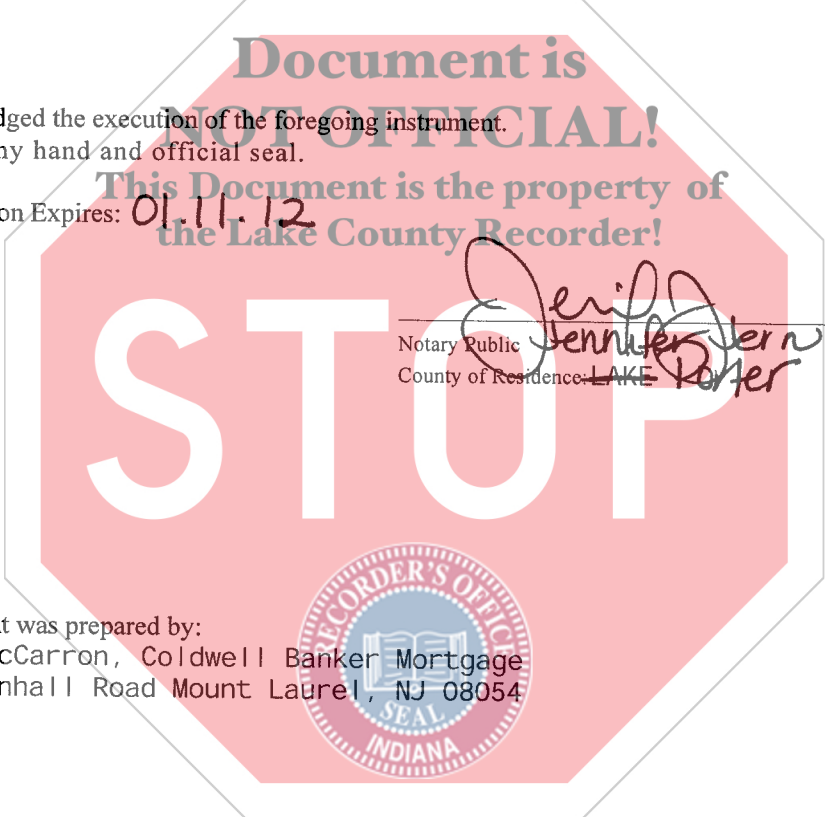 Document is
NOT OFFICIAL!
dged the execution of the foregoing instrument.
ny hand and official seal.
This Document is the property of
on Expires: 01.11.12
the Lake County Recorder!
STOP
Notary Public Jennifer Jern
County of Residence: LAKE Porter
RECORDER'S OFFICE
t was prepared by:
cCarron, Coldwell Banker Mortgage
nhall Road Mount Laurel, NJ 08054
SEAL
INDIANA